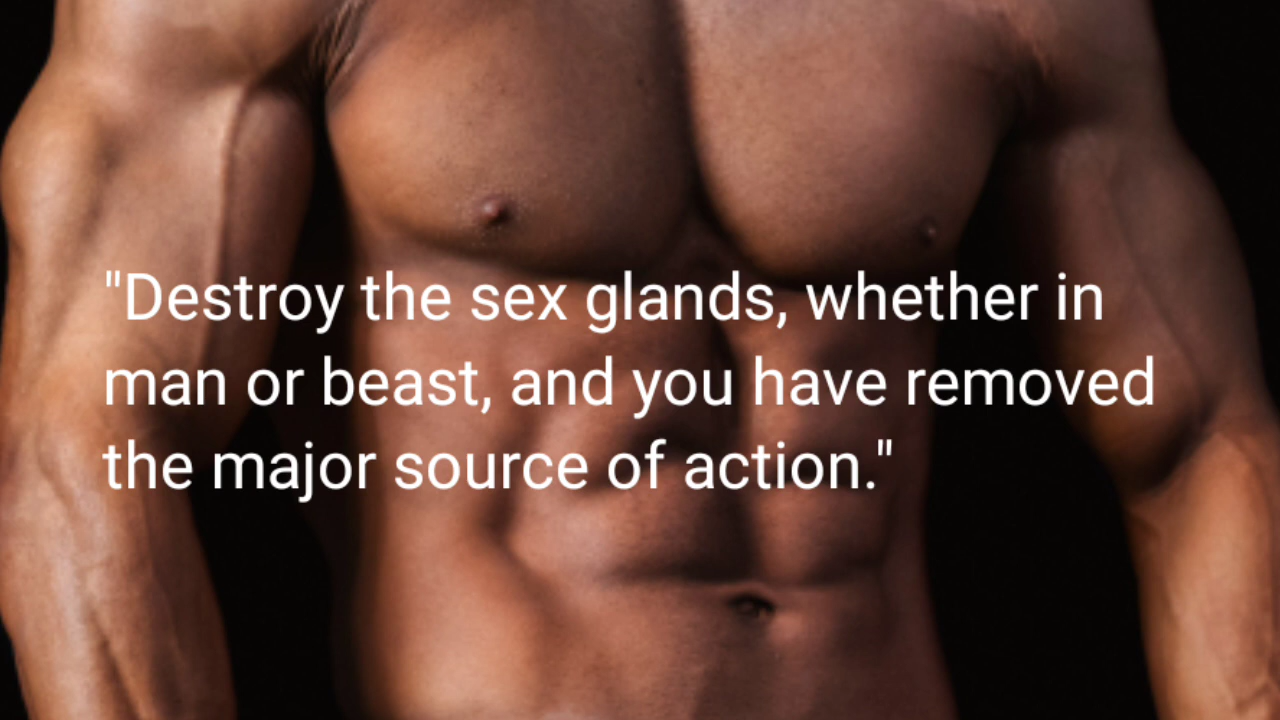 "Destroy the sex glands, whether in
man or beast, and you have removed
the major source of action."